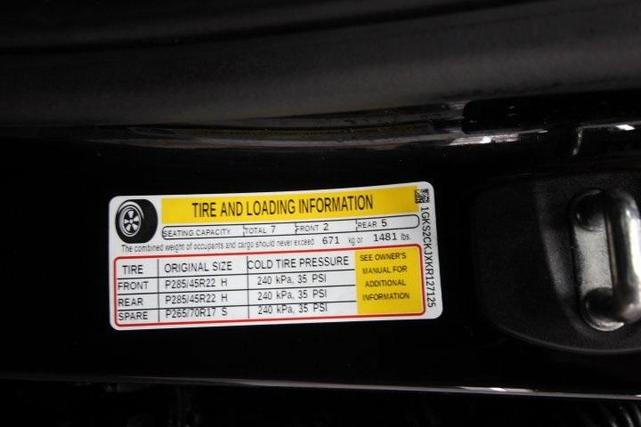 TIRE AND LOADING INFORMATION
SEATING CAPACITY TOTAL 7 FRONT 2 REAR 5
The combined weight of occupants and cargo should never exceed 671 kg or 1481 lbs.
TIRE ORIGINAL SIZE COLD TIRE PRESSURE
FRONT P285/45R22 H 240 kPa, 35 PSI
REAR P285/45R22 H 240 kPa, 35 PSI
SPARE P265/70R17 S 240 kPa, 35 PSI
SEE OWNER'S
MANUAL FOR
ADDITIONAL
INFORMATION
1GKS2CKJXKR127125